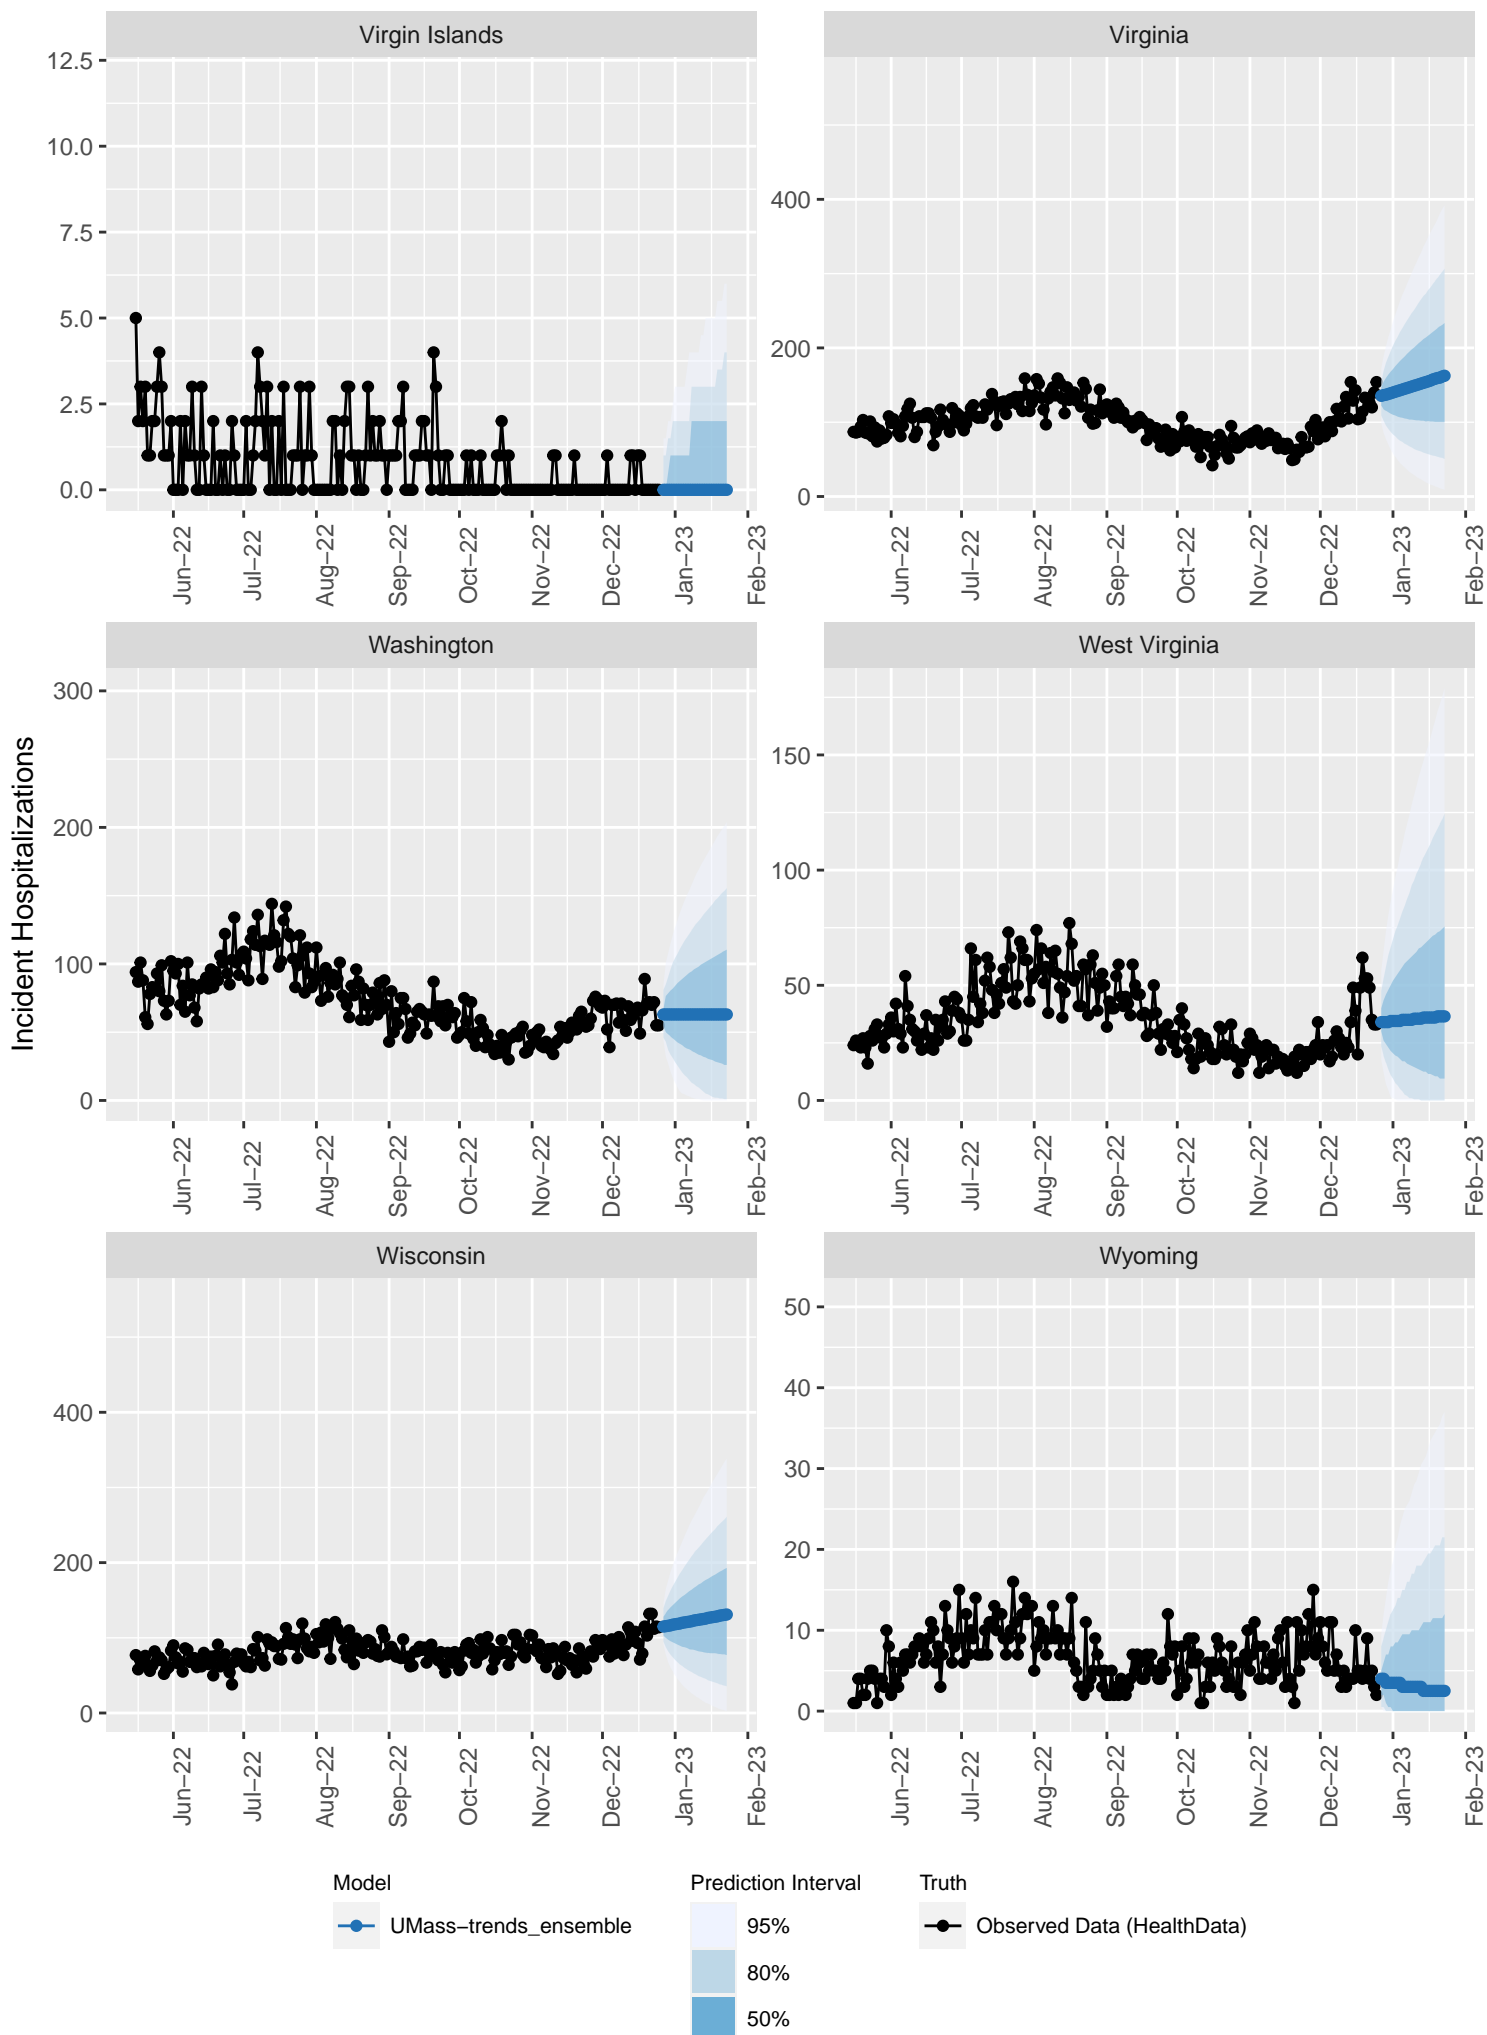 Virgin Islands
Virginia
12.5
10.0
7.5
5.0
2.5
0.0
400
200
0
Jun−22
Jul−22
Aug−22
Sep−22
Oct−22
Nov−22
Dec−22
Jan−23
Feb−23
Jun−22
Jul−22
Aug−22
Sep−22
Oct−22
Nov−22
Dec−22
Jan−23
Feb−23
Incident Hospitalizations
Washington
West Virginia
300
200
100
0
150
100
50
0
Jun−22
Jul−22
Aug−22
Sep−22
Oct−22
Nov−22
Dec−22
Jan−23
Feb−23
Jun−22
Jul−22
Aug−22
Sep−22
Oct−22
Nov−22
Dec−22
Jan−23
Feb−23
Wisconsin
Wyoming
400
200
0
50
40
30
20
10
0
Jun−22
Jul−22
Aug−22
Sep−22
Oct−22
Nov−22
Dec−22
Jan−23
Feb−23
Jun−22
Jul−22
Aug−22
Sep−22
Oct−22
Nov−22
Dec−22
Jan−23
Feb−23
Model
UMass−trends_ensemble
Prediction Interval
95%
80%
50%
Truth
Observed Data (HealthData)